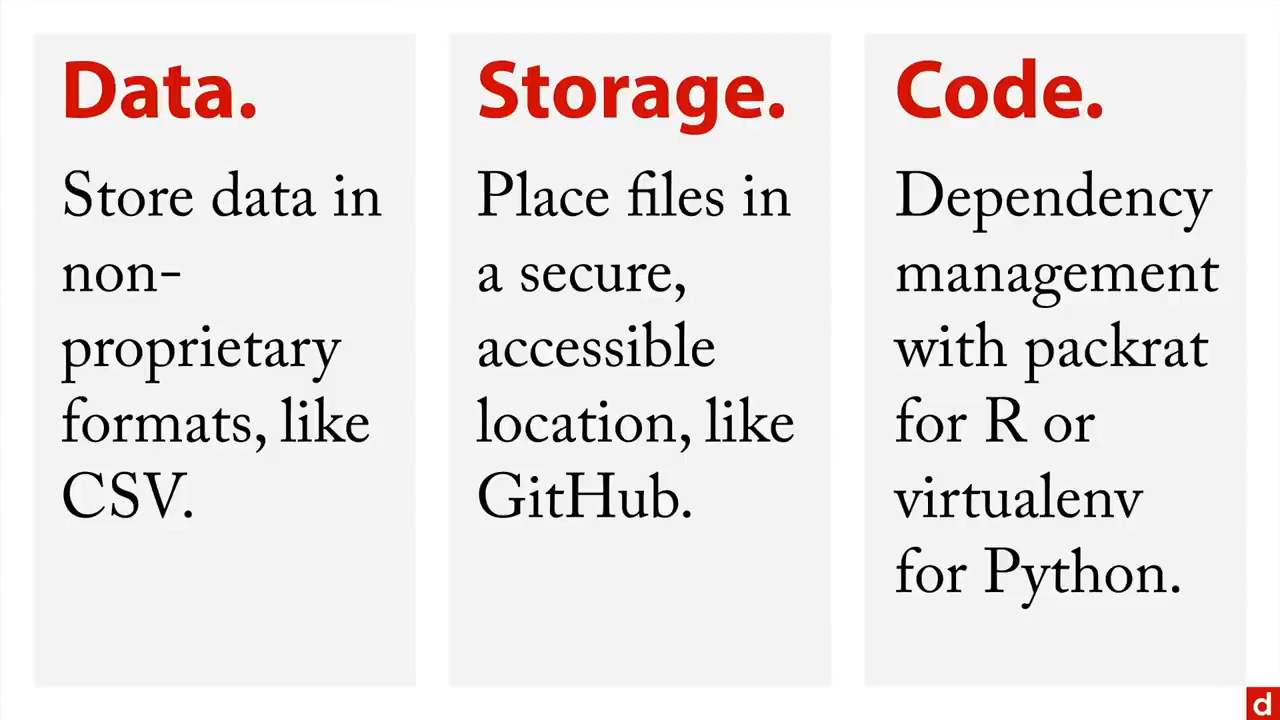 Data.
Store data in
non-
proprietary
formats, like
CSV.
Storage.
Place files in
a secure,
accessible
location, like
GitHub.
Code.
Dependency
management
with packrat
for R or
virtualenv
for Python.
d